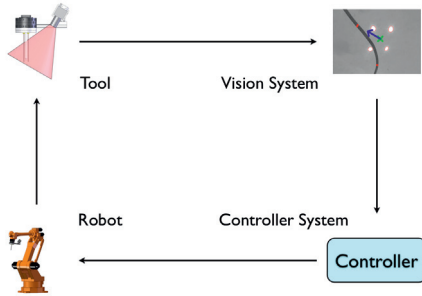 Tool
Vision System
Robot
Controller System
Controller